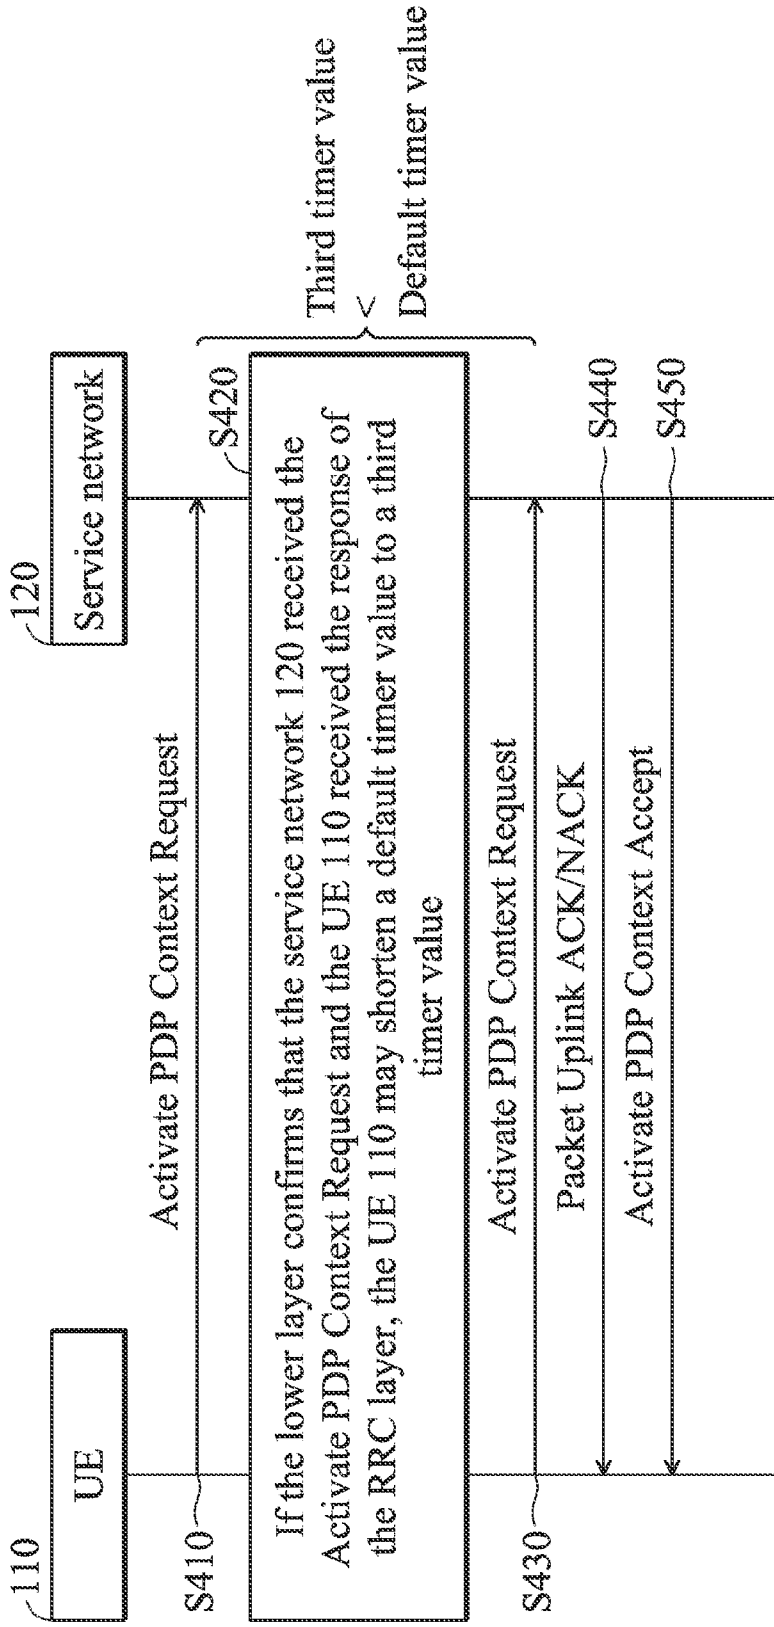 110
UE
120
Service network
Activate PDP Context Request
S410
S420
If the lower layer confirms that the service network 120 received the
Activate PDP Context Request and the UE 110 received the response of
the RRC layer, the UE 110 may shorten a default timer value to a third
timer value
Third timer value
<
Default timer value
Activate PDP Context Request
S430
Packet Uplink ACK/NACK
S440
Activate PDP Context Accept
S450